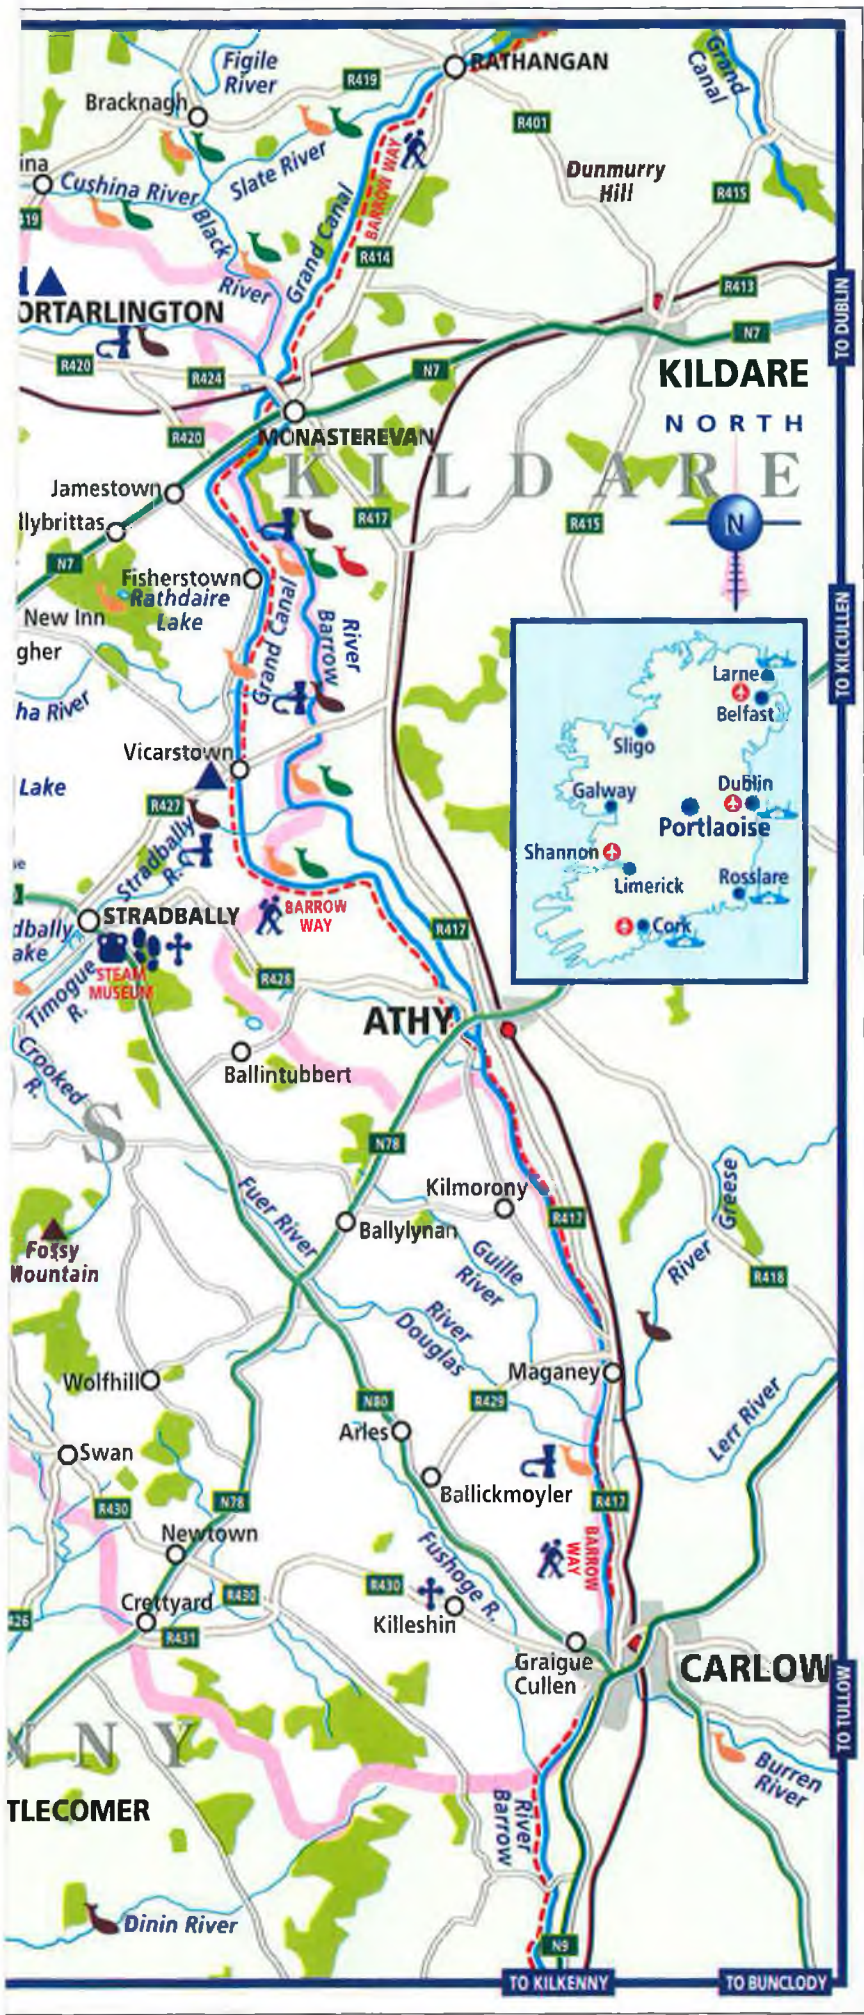 Figile
River
RATHANGAN
Grand
Canal
R419
Bracknagh
R401
BARROW WAY
Slate River
Dunmurry
Hill
ina
Cushina River
R415
419
Black
River
Grand Canal
R414
R413
ORTARLINGTON
TO DUBLIN
N7
R420
R424
N7
KILDARE
NORTH
R420
MONASTEREVAN
KILDARE
Jamestown
llybrittas
R417
R415
N
N7
Fisherstown
Rathdaire
Lake
New Inn
gher
Grand Canal
River
Barrow
TO KILCULLEN
ha River
Larne
Belfast
Sligo
Vicarstown
Lake
Galway
Dublin
Portlaoise
R427
Stradbally
R.
Shannon
Limerick
Rosslare
Cork
STRADBALLY
BARROW
WAY
dbally
ake
R417
STEAM
MUSEUM
Timogue
R.
R428
ATHY
Crooked
R.
Ballintubbert
S
N78
Greese
River
Kilmorony
Fuer River
Ballylynan
R417
Fossy
Mountain
Guille
River
R418
River
Douglas
Wolfhill
Maganey
N80
R429
Lerr River
Arles
Swan
Ballickmoyler
R430
N78
R417
Newtown
BARROW
WAY
Fushoge R.
R430
R430
Crettyard
426
Killeshin
R431
Graigue
Cullen
CARLOW
TO TULLOW
NNY
Burren
River
TLECOMER
River
Barrow
Dinin River
N9
TO KILKENNY
TO BUNCLODY